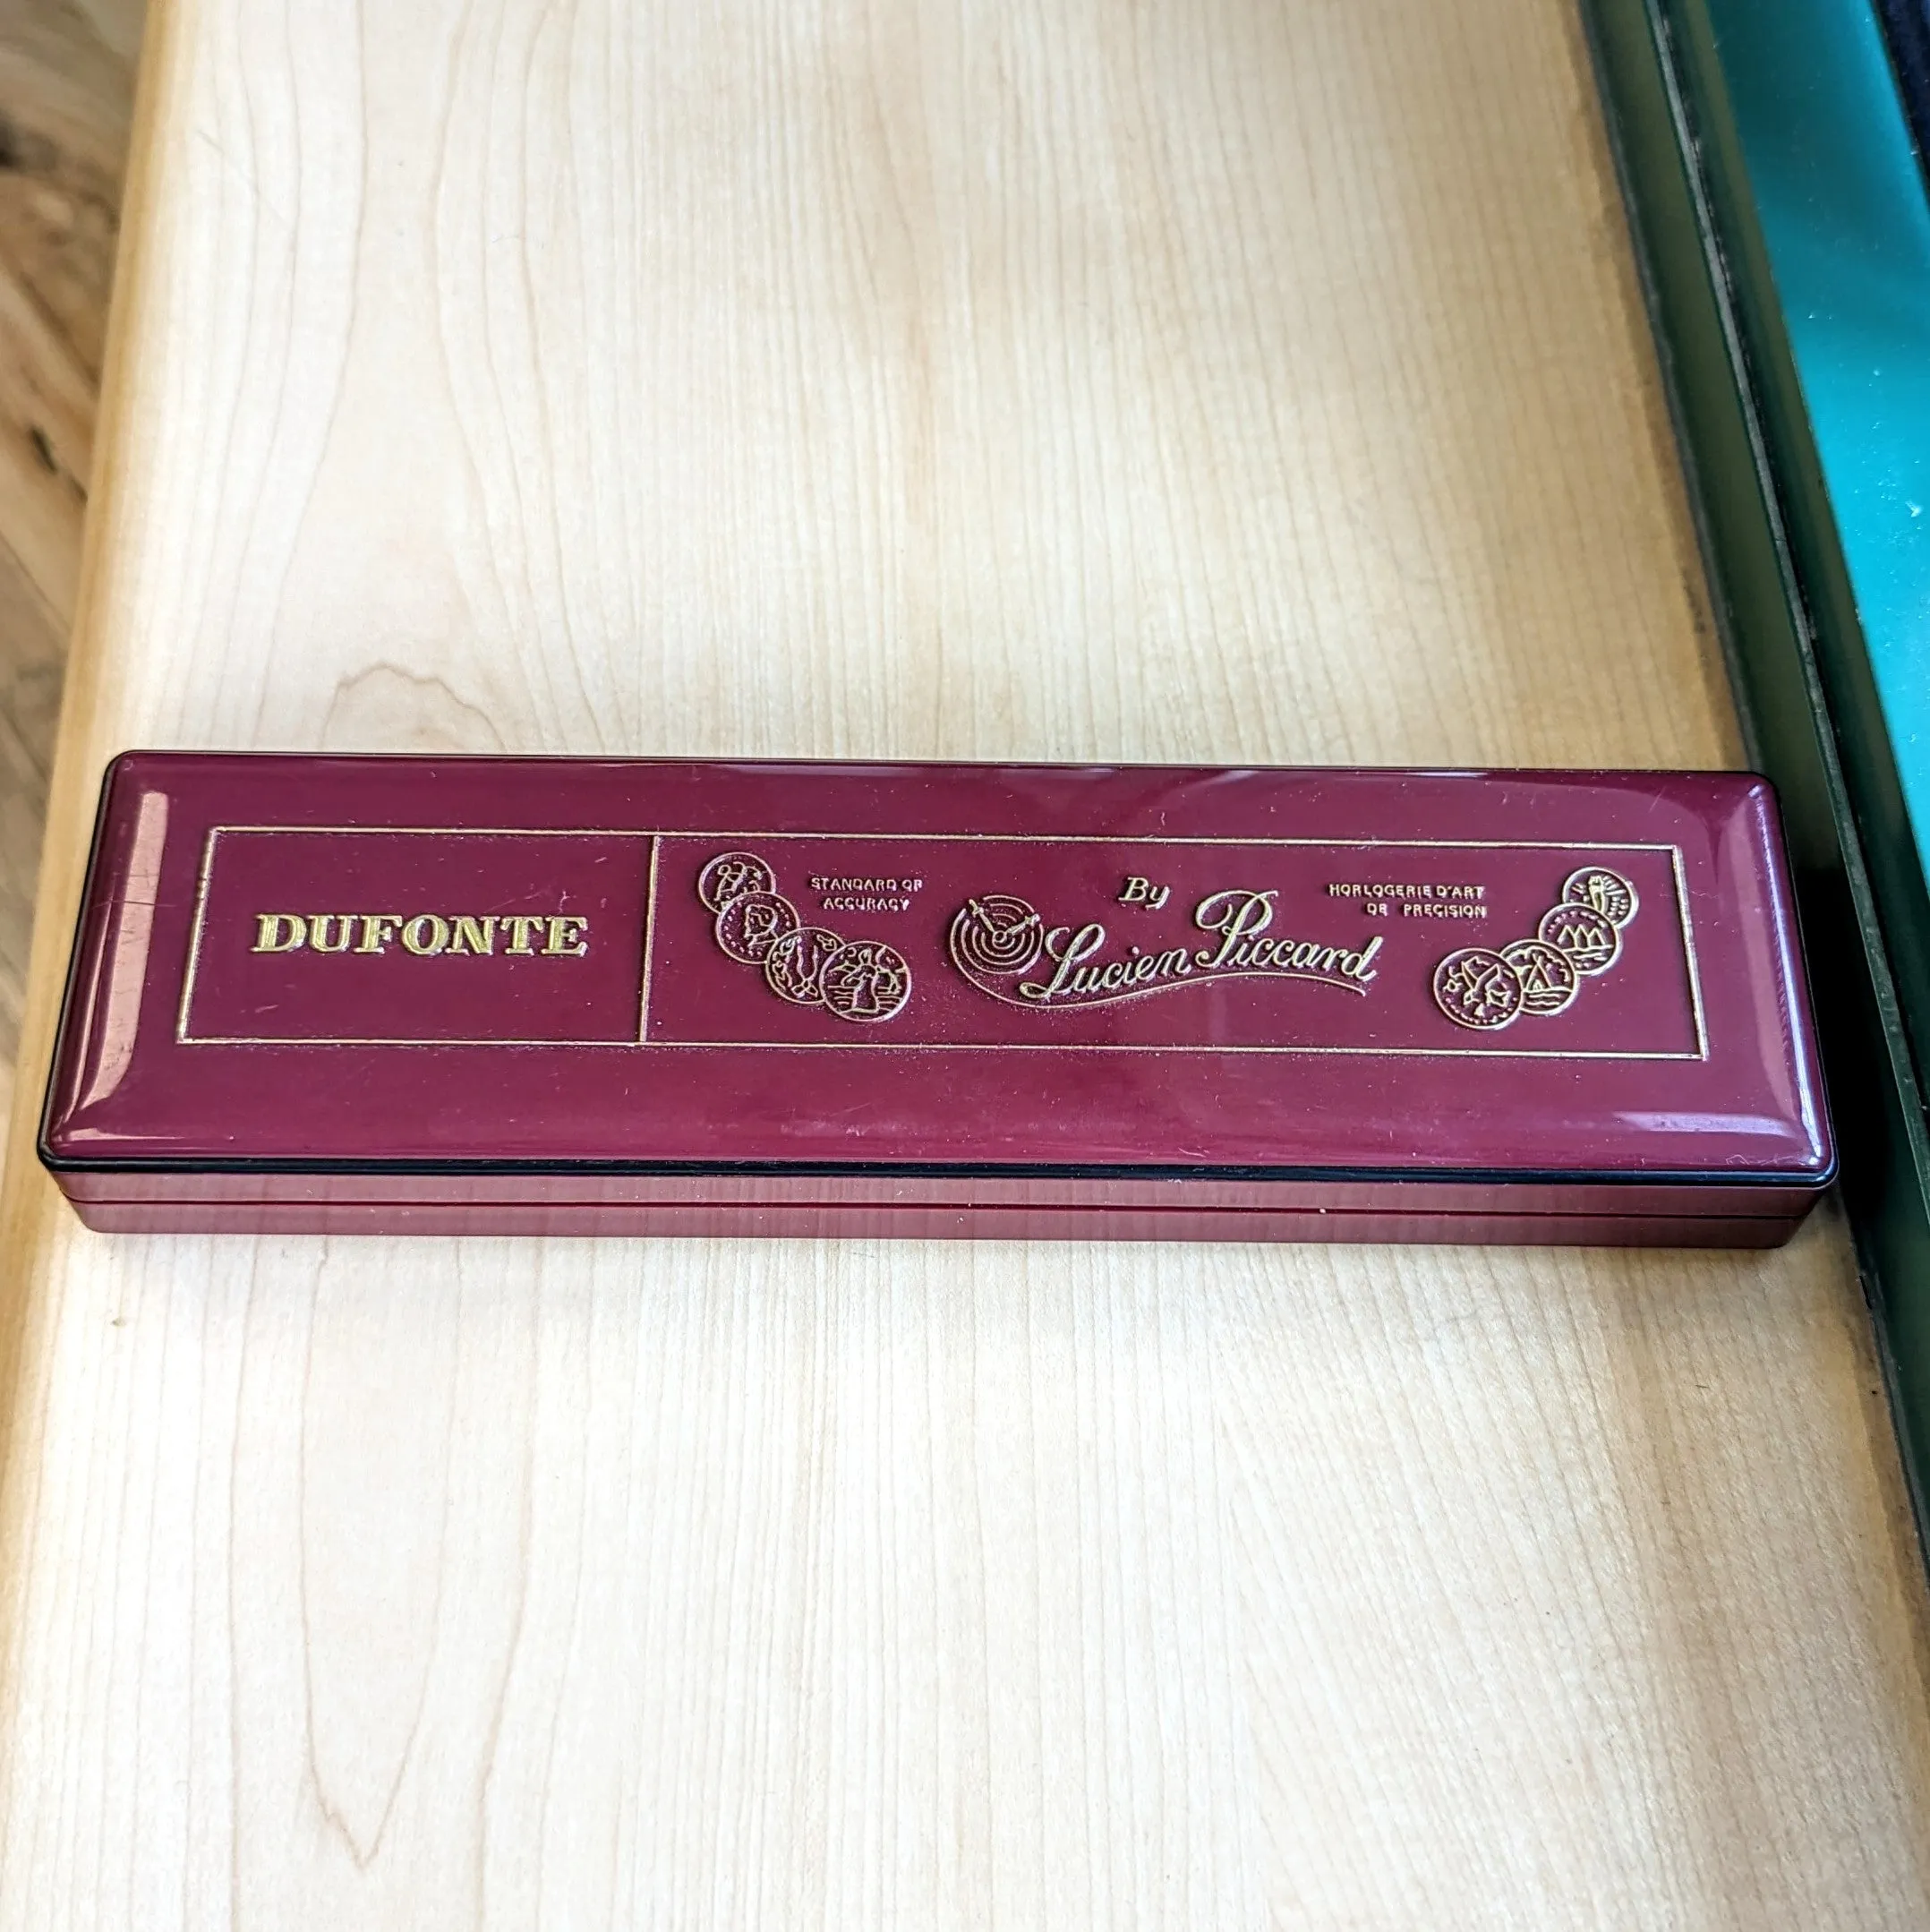 DUFONTE
STANDARD OF
ACCURACY
By
Lucien Piccard
HORLOGERIE D'ART
DE PRECISION